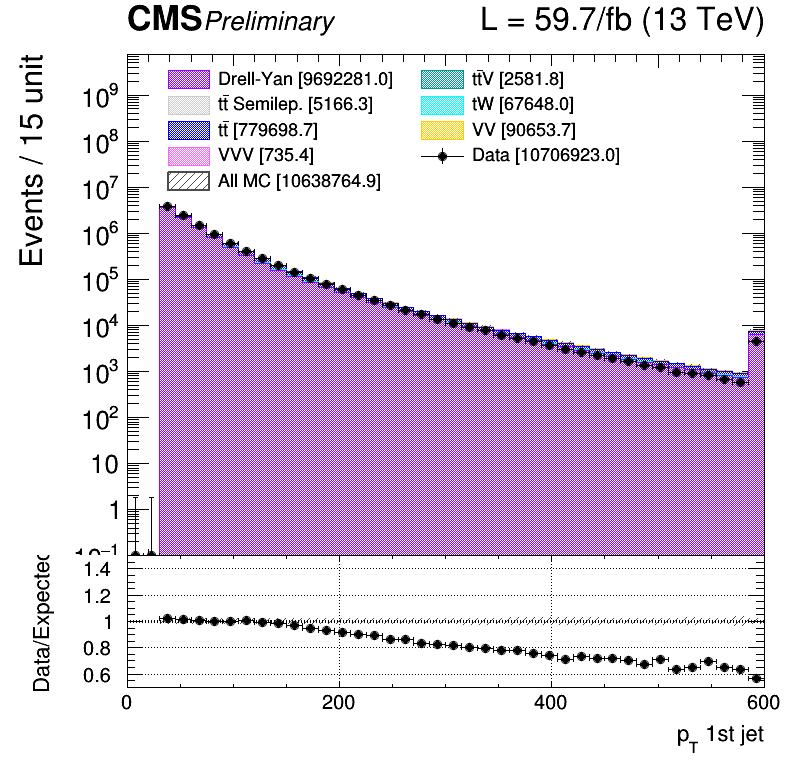 CMS Preliminary L = 59.7/fb (13 TeV)
Events / 15 unit
Drell-Yan [9692281.0] tt̄V [2581.8]
tt̄ Semilep. [5166.3] tW [67648.0]
tt̄ [779698.7] VV [90653.7]
VVV [735.4] Data [10706923.0]
All MC [10638764.9]
10⁹
10⁸
10⁷
10⁶
10⁵
10⁴
10³
10²
10
1
10⁻¹
Data/Expected
1.4
1.2
1
0.8
0.6
0 200 400 600
p_T 1st jet